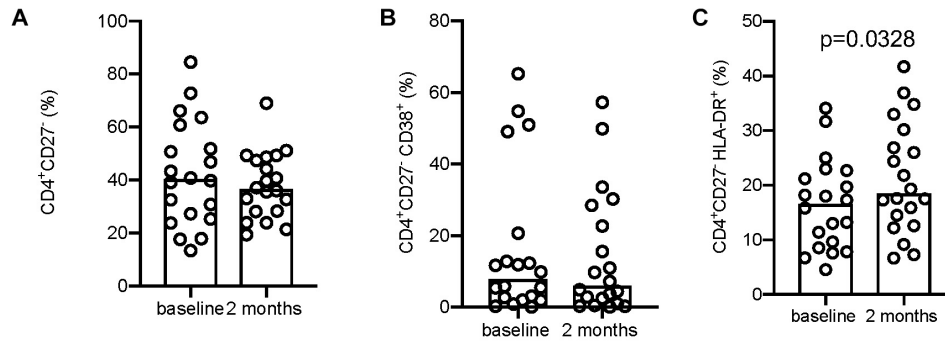 A
CD4⁺CD27⁻ (%)
100
80
60
40
20
0
baseline 2 months
B
CD4⁺CD27⁻ CD38⁺ (%)
80
60
40
20
0
baseline 2 months
C
CD4⁺CD27⁻ HLA-DR⁺ (%)
50
40
30
20
10
0
p=0.0328
baseline 2 months